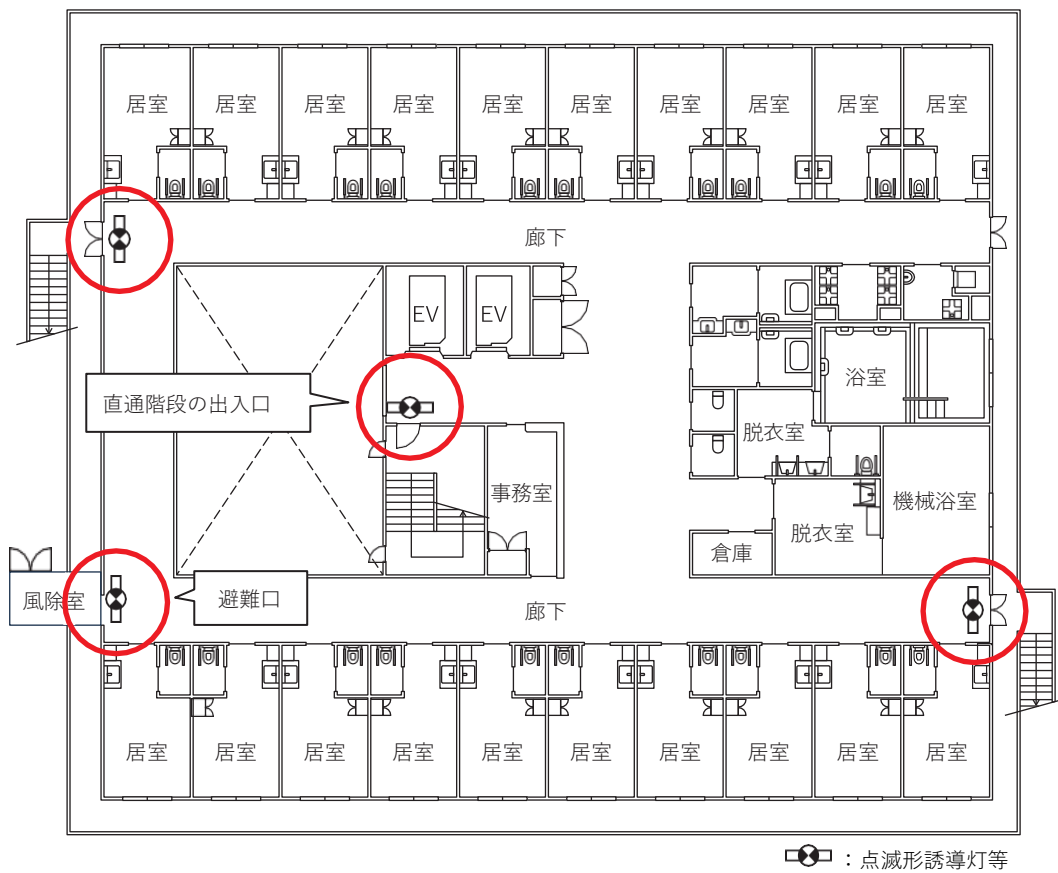 居室 居室 居室 居室 居室 居室 居室 居室 居室 居室
廊下
EV EV
浴室
直通階段の出入口
脱衣室
事務室
機械浴室
脱衣室
倉庫
風除室
避難口
廊下
居室 居室 居室 居室 居室 居室 居室 居室 居室 居室
：点滅形誘導灯等